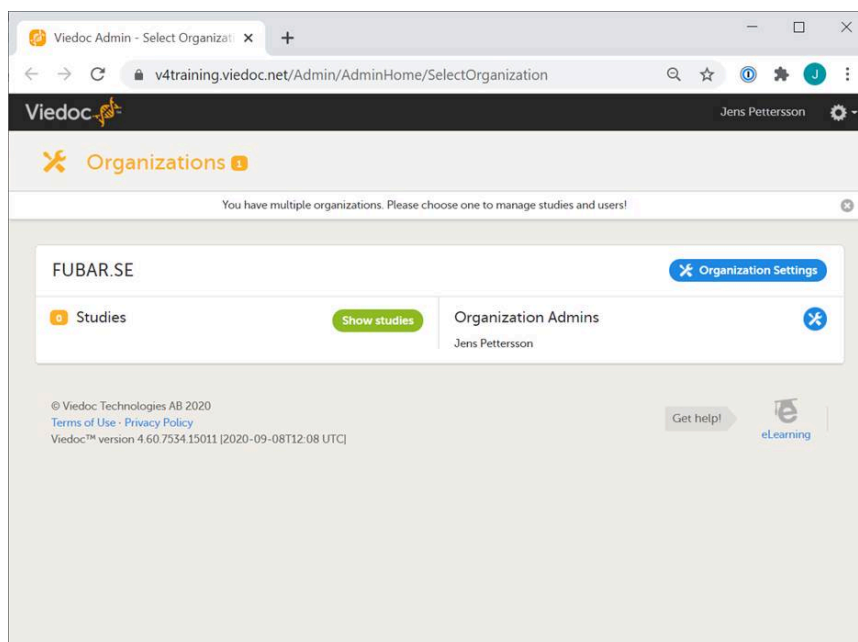 Viedoc Admin - Select Organizati
v4training.viedoc.net/Admin/AdminHome/SelectOrganization
J
Viedoc
Jens Pettersson
Organizations 1
You have multiple organizations. Please choose one to manage studies and users!
FUBAR.SE
Organization Settings
0 Studies
Show studies
Organization Admins
Jens Pettersson
© Viedoc Technologies AB 2020
Terms of Use · Privacy Policy
Viedoc™ version 4.60.7534.15011 [2020-09-08T12:08 UTC]
Get help!
e
eLearning